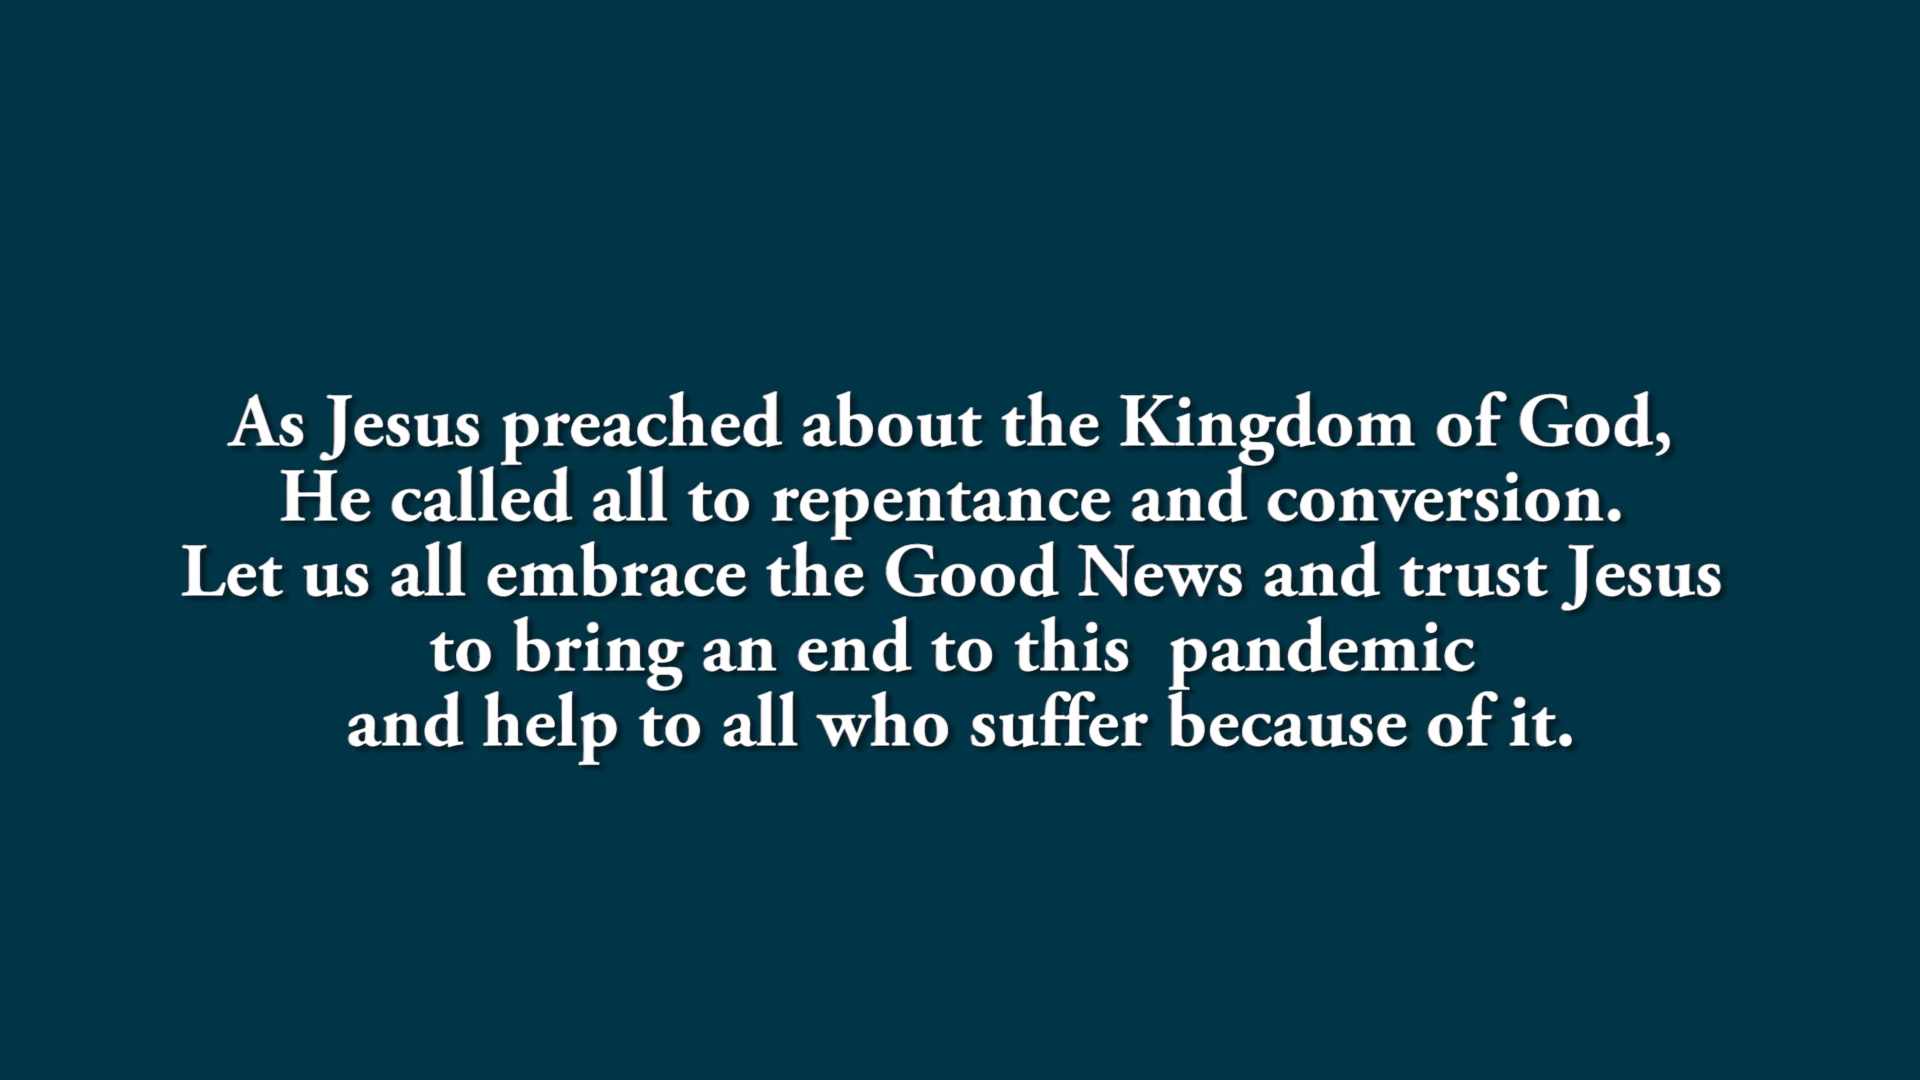 As Jesus preached about the Kingdom of God,
He called all to repentance and conversion.
Let us all embrace the Good News and trust Jesus
to bring an end to this  pandemic
and help to all who suffer because of it.